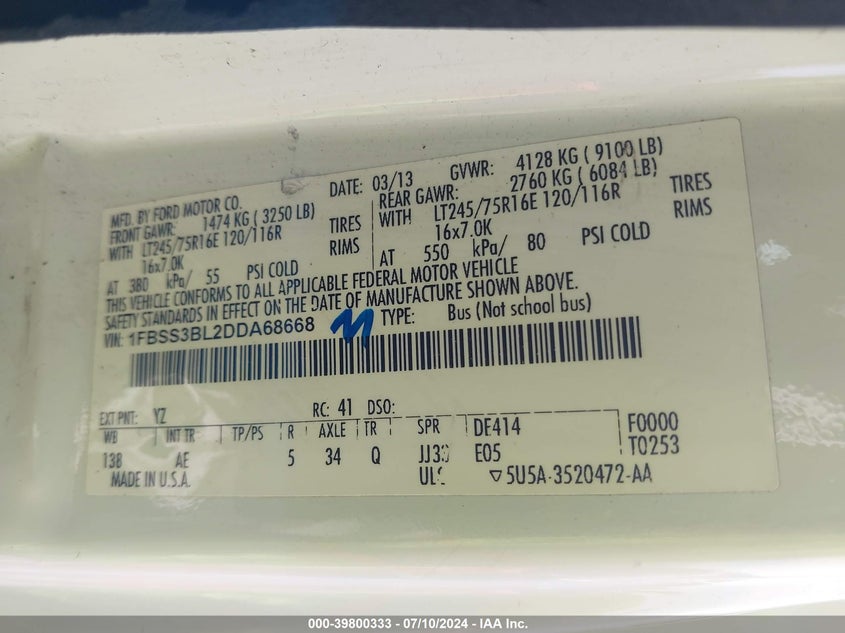 MFD. BY FORD MOTOR CO. DATE: 03/13 GVWR: 4128 KG ( 9100 LB)
FRONT GAWR: 1474 KG ( 3250 LB) REAR GAWR: 2760 KG ( 6084 LB)
WITH LT245/75R16E 120/116R TIRES WITH LT245/75R16E 120/116R TIRES
16x7.0K RIMS 16x7.0K RIMS
AT 380 kPa/ 55 PSI COLD AT 550 kPa/ 80 PSI COLD
THIS VEHICLE CONFORMS TO ALL APPLICABLE FEDERAL MOTOR VEHICLE
SAFETY STANDARDS IN EFFECT ON THE DATE OF MANUFACTURE SHOWN ABOVE.
VIN: 1FBSS3BL2DDA68668 TYPE: Bus (Not school bus)
EXT PNT: YZ RC: 41 DSO:
WB INT TR TP/PS R AXLE TR SPR DE414 F0000
138 AE 5 34 Q E05 T0253
MADE IN U.S.A. 5U5A-3520472-AA
000-39800333 — 07/10/2024 — IAA Inc.